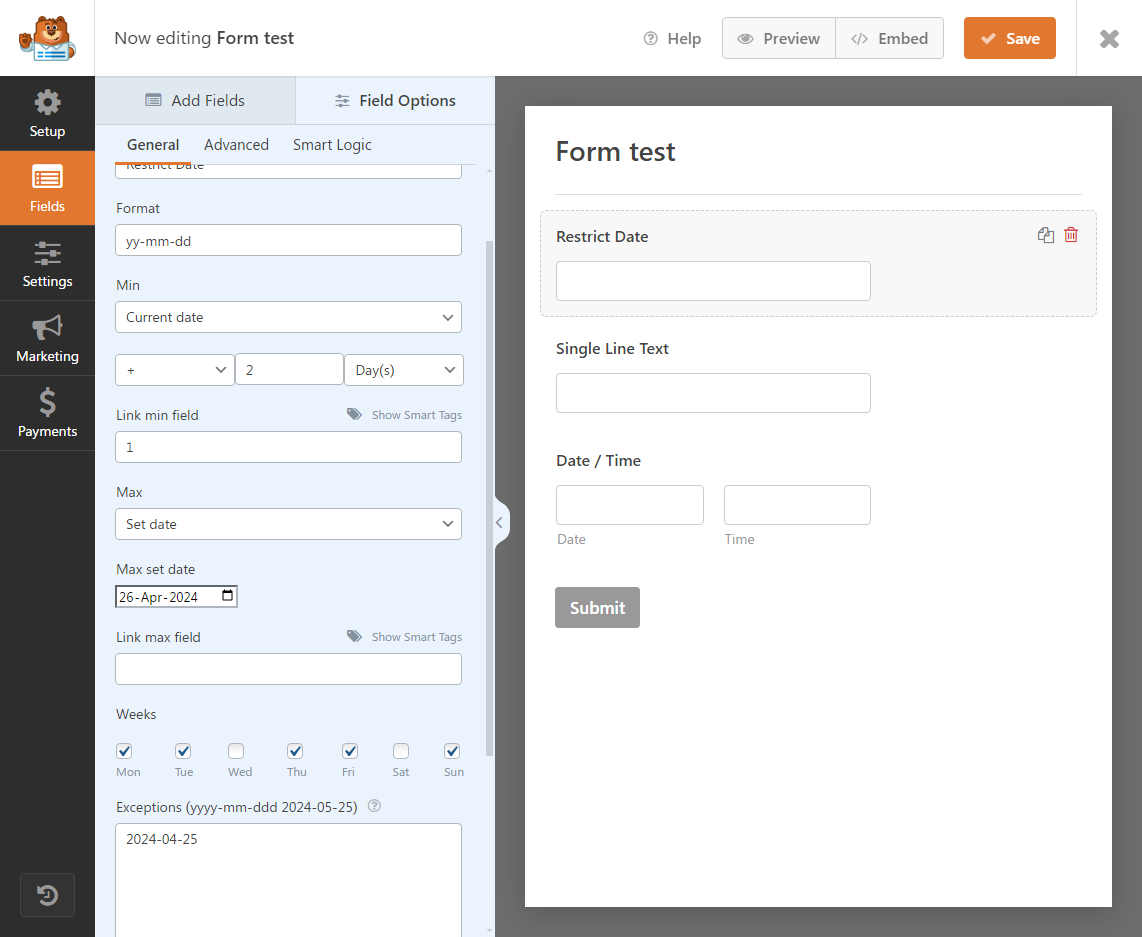 Now editing Form test
Help
Preview
Embed
Save
Setup
Fields
Settings
Marketing
Payments
Add Fields
Field Options
General
Advanced
Smart Logic
Restrict Date
Format
yy-mm-dd
Min
Current date
+
2
Day(s)
Link min field
Show Smart Tags
1
Max
Set date
Max set date
26-Apr-2024
Link max field
Show Smart Tags
Weeks
Mon
Tue
Wed
Thu
Fri
Sat
Sun
Exceptions (yyyy-mm-ddd 2024-05-25)
2024-04-25
Form test
Restrict Date
Single Line Text
Date / Time
Date
Time
Submit